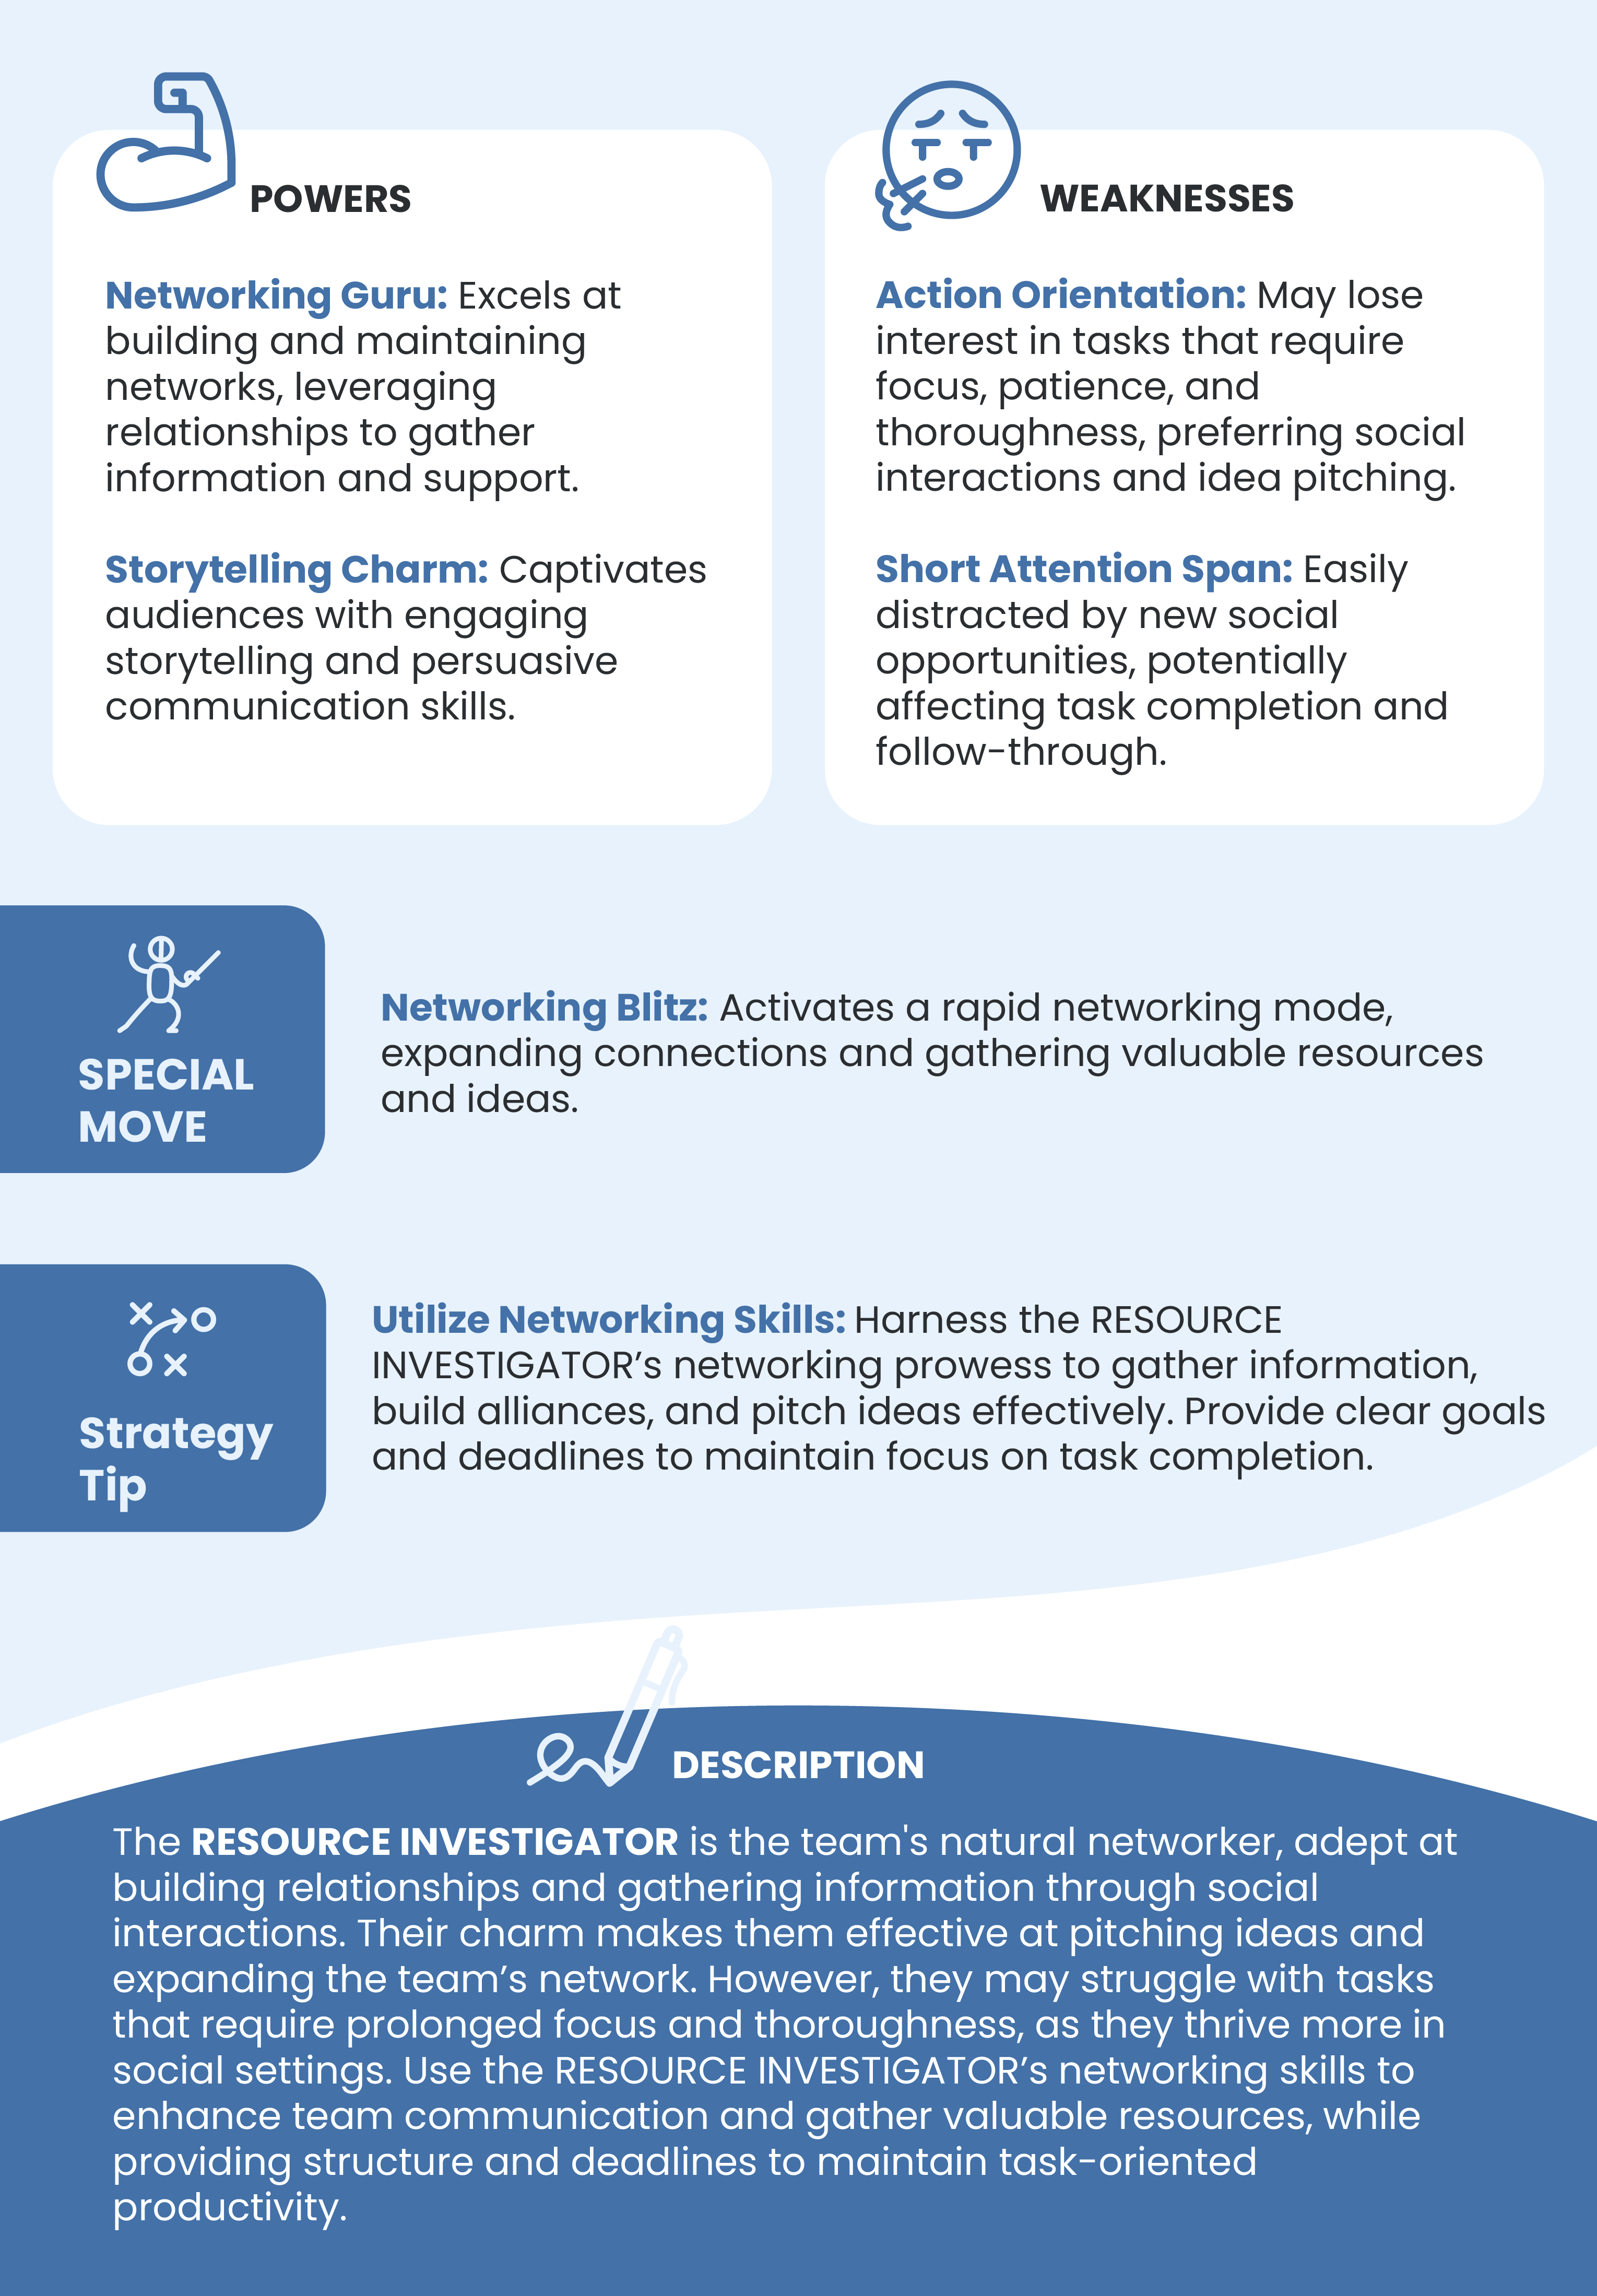 POWERS
Networking Guru: Excels at
building and maintaining
networks, leveraging
relationships to gather
information and support.
Storytelling Charm: Captivates
audiences with engaging
storytelling and persuasive
communication skills.
WEAKNESSES
Action Orientation: May lose
interest in tasks that require
focus, patience, and
thoroughness, preferring social
interactions and idea pitching.
Short Attention Span: Easily
distracted by new social
opportunities, potentially
affecting task completion and
follow-through.
SPECIAL
MOVE
Networking Blitz: Activates a rapid networking mode,
expanding connections and gathering valuable resources
and ideas.
Strategy
Tip
Utilize Networking Skills: Harness the RESOURCE
INVESTIGATOR’s networking prowess to gather information,
build alliances, and pitch ideas effectively. Provide clear goals
and deadlines to maintain focus on task completion.
DESCRIPTION
The RESOURCE INVESTIGATOR is the team's natural networker, adept at
building relationships and gathering information through social
interactions. Their charm makes them effective at pitching ideas and
expanding the team’s network. However, they may struggle with tasks
that require prolonged focus and thoroughness, as they thrive more in
social settings. Use the RESOURCE INVESTIGATOR’s networking skills to
enhance team communication and gather valuable resources, while
providing structure and deadlines to maintain task-oriented
productivity.